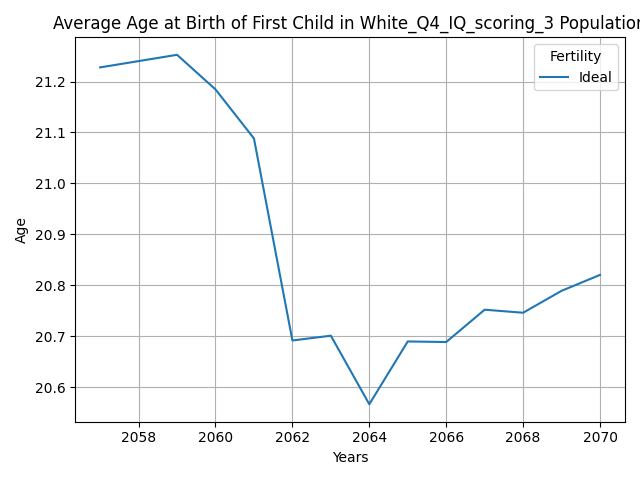 Average Age at Birth of First Child in White_Q4_IQ_scoring_3 Population
Fertility
Ideal
Age
21.2
21.1
21.0
20.9
20.8
20.7
20.6
2058 2060 2062 2064 2066 2068 2070
Years